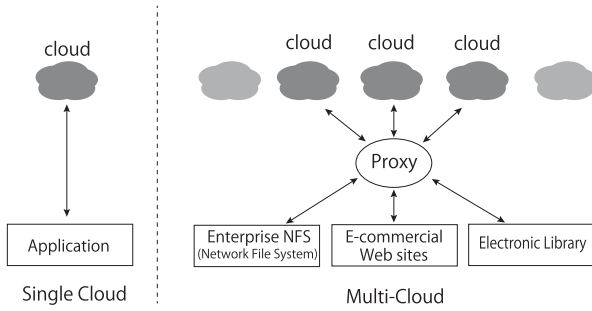 cloud
Application
Single Cloud
cloud cloud cloud
Proxy
Enterprise NFS
(Network File System)
E-commercial
Web sites
Electronic Library
Multi-Cloud